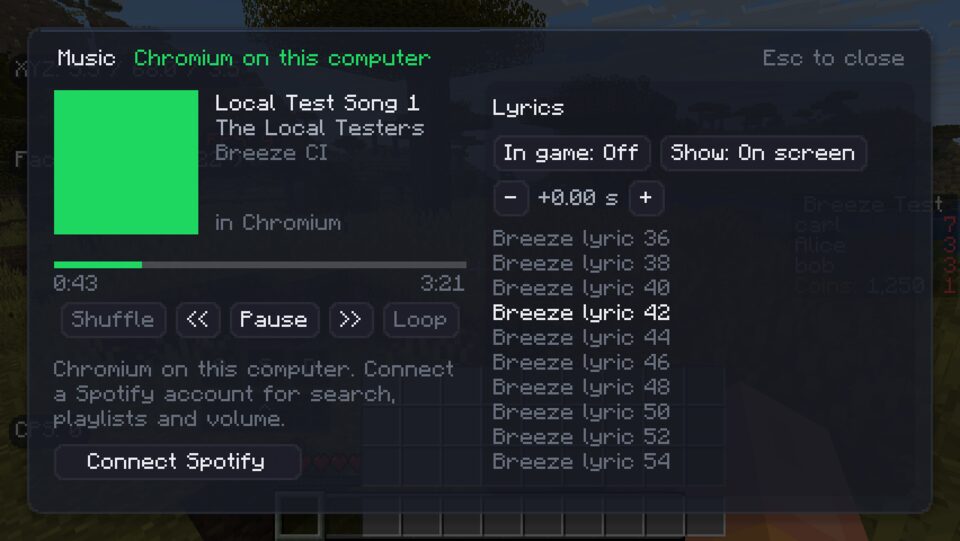 Music Chromium on this computer
Esc to close
Local Test Song 1
The Local Testers
Breeze CI
in Chromium
0:43
3:21
Shuffle << Pause >> Loop
Chromium on this computer. Connect
a Spotify account for search,
playlists and volume.
Connect Spotify
Lyrics
In game: Off Show: On screen
- +0.00 s +
Breeze lyric 36
Breeze lyric 38
Breeze lyric 40
Breeze lyric 42
Breeze lyric 44
Breeze lyric 46
Breeze lyric 48
Breeze lyric 50
Breeze lyric 52
Breeze lyric 54
Breeze Test
carl 7
Alice 3
bob 3
Coins: 1,250 1